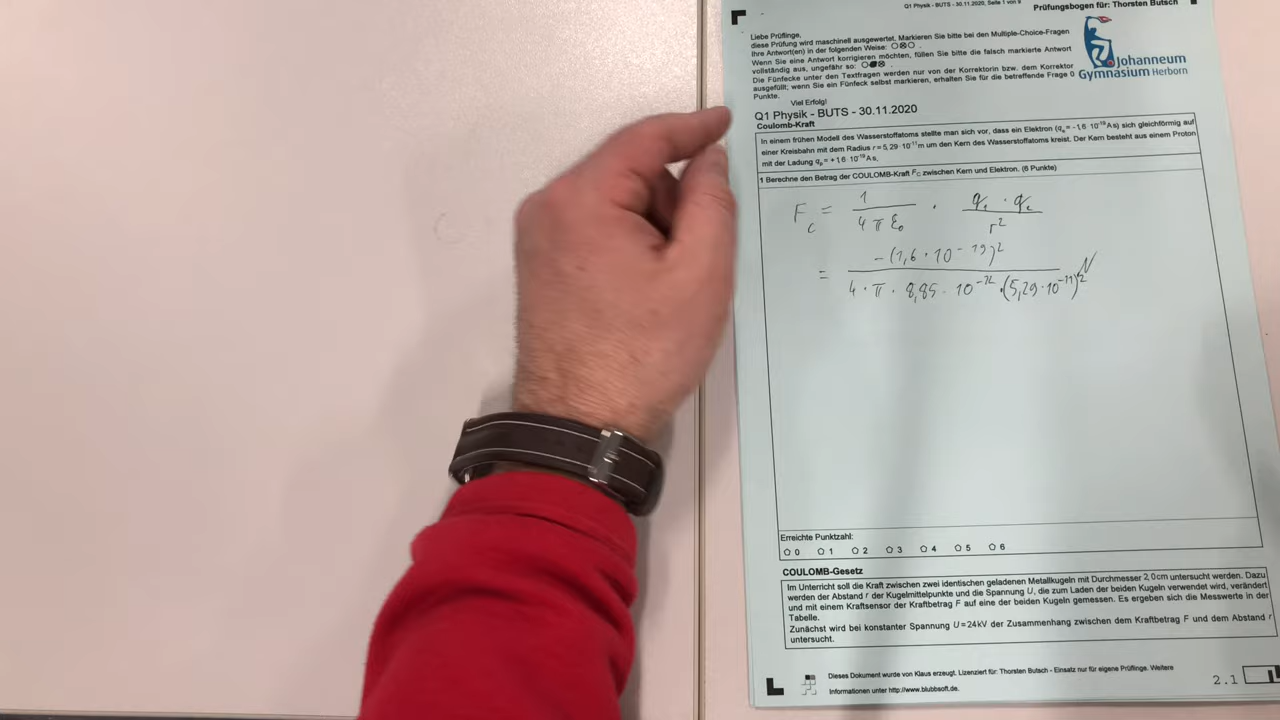 Q1 Physik - BUTS - 30.11.2020, Seite 1 von 9
Prüfungsbogen für: Thorsten Butsch
Liebe Prüflinge,
diese Prüfung wird maschinell ausgewertet. Markieren Sie bitte bei den Multiple-Choice-Fragen
Ihre Antwort(en) in der folgenden Weise: ○⊗○ .
Wenn Sie eine Antwort korrigieren möchten, füllen Sie bitte die falsch markierte Antwort
vollständig aus, ungefähr so: ○●⊗ .
Die Fünfecke unter den Textfragen werden nur von der Korrektorin bzw. dem Korrektor
ausgefüllt; wenn Sie ein Fünfeck selbst markieren, erhalten Sie für die betreffende Frage 0
Punkte.
Viel Erfolg!
Johanneum
Gymnasium Herborn
Q1 Physik - BUTS - 30.11.2020
Coulomb-Kraft
In einem frühen Modell des Wasserstoffatoms stellte man sich vor, dass ein Elektron (qₑ= -1,6·10⁻¹⁹As) sich gleichförmig auf
einer Kreisbahn mit dem Radius r=5,29·10⁻¹¹m um den Kern des Wasserstoffatoms kreist. Der Kern besteht aus einem Proton
mit der Ladung qₚ=+1,6·10⁻¹⁹As.
1 Berechne den Betrag der COULOMB-Kraft F_C zwischen Kern und Elektron. (6 Punkte)
F_C = 1 / (4 π ε₀) · (q₁ · q₂) / r²
= -(1,6 · 10⁻¹⁹)² / (4 · π · 8,85 · 10⁻¹² · (5,29 · 10⁻¹¹)²) N
Erreichte Punktzahl:
0 1 2 3 4 5 6
COULOMB-Gesetz
Im Unterricht soll die Kraft zwischen zwei identischen geladenen Metallkugeln mit Durchmesser 2,0cm untersucht werden. Dazu
werden der Abstand r der Kugelmittelpunkte und die Spannung U, die zum Laden der beiden Kugeln verwendet wird, verändert
und mit einem Kraftsensor der Kraftbetrag F auf eine der beiden Kugeln gemessen. Es ergeben sich die Messwerte in der
Tabelle.
Zunächst wird bei konstanter Spannung U=24kV der Zusammenhang zwischen dem Kraftbetrag F und dem Abstand r
untersucht.
Dieses Dokument wurde von Klaus erzeugt. Lizenziert für: Thorsten Butsch - Einsatz nur für eigene Prüflinge. Weitere
Informationen unter http://www.blubbsoft.de.
2.1